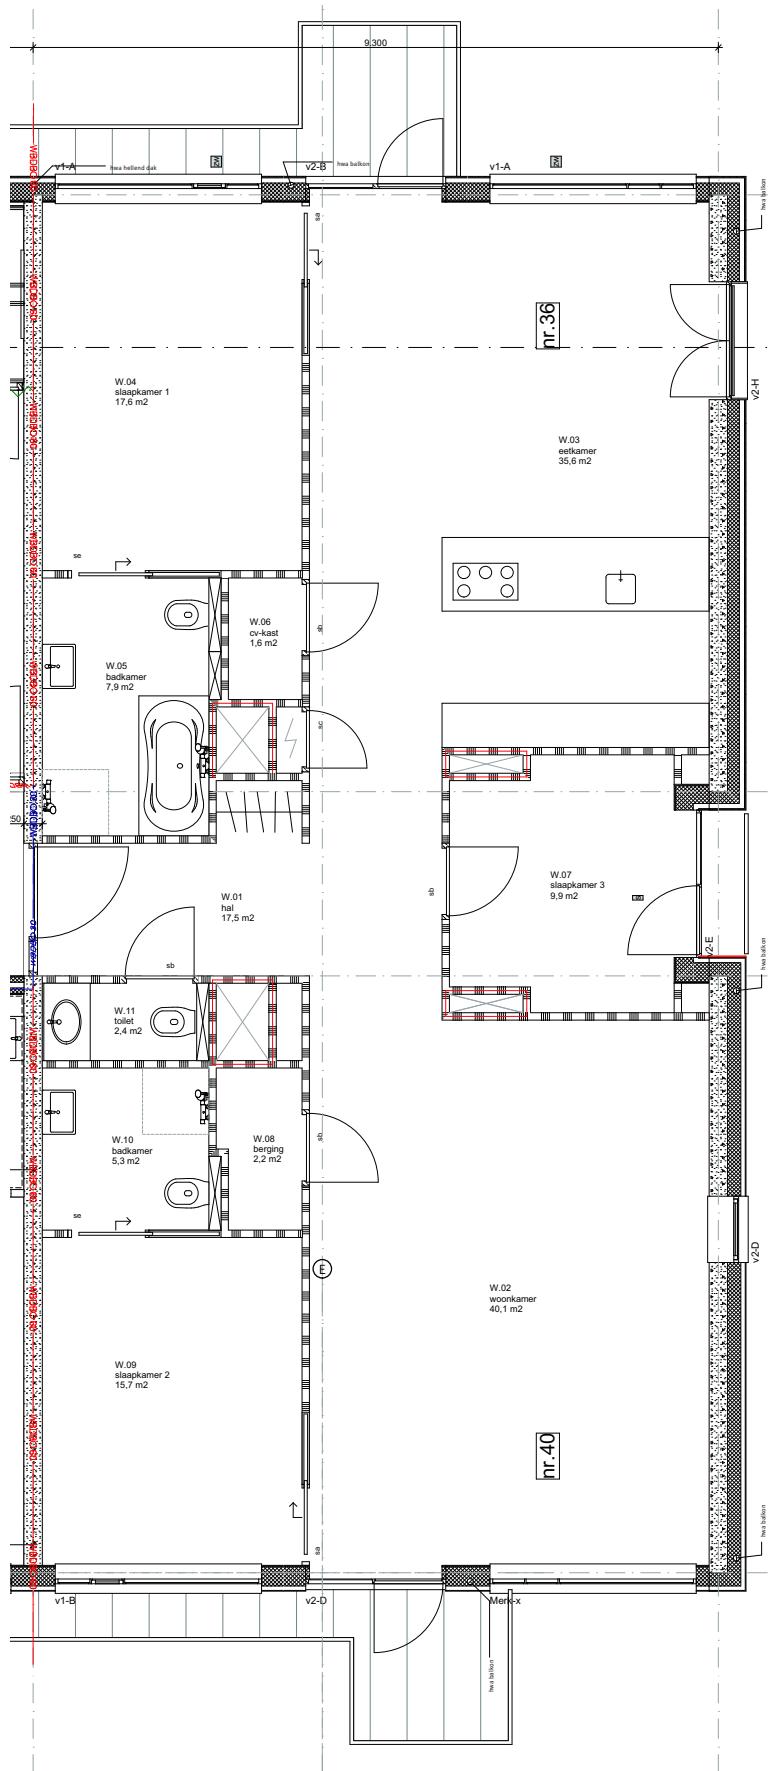 9.300
v1-A
hwa hellend dak
v2-B
hwa balkon
v1-A
hwa balkon
sa
nr.36
W.04
slaapkamer 1
17,6 m2
v2-H
W.03
eetkamer
35,6 m2
se
W.06
cv-kast
1,6 m2
sb
W.05
badkamer
7,9 m2
sc
W.07
slaapkamer 3
9,9 m2
W.01
hal
17,5 m2
sb
sb
v2-E
hwa balkon
W.11
toilet
2,4 m2
W.10
badkamer
5,3 m2
W.08
berging
2,2 m2
sb
se
v2-D
E
W.02
woonkamer
40,1 m2
W.09
slaapkamer 2
15,7 m2
nr.40
sa
hwa balkon
v1-B
v2-D
Merk-x
hwa balkon